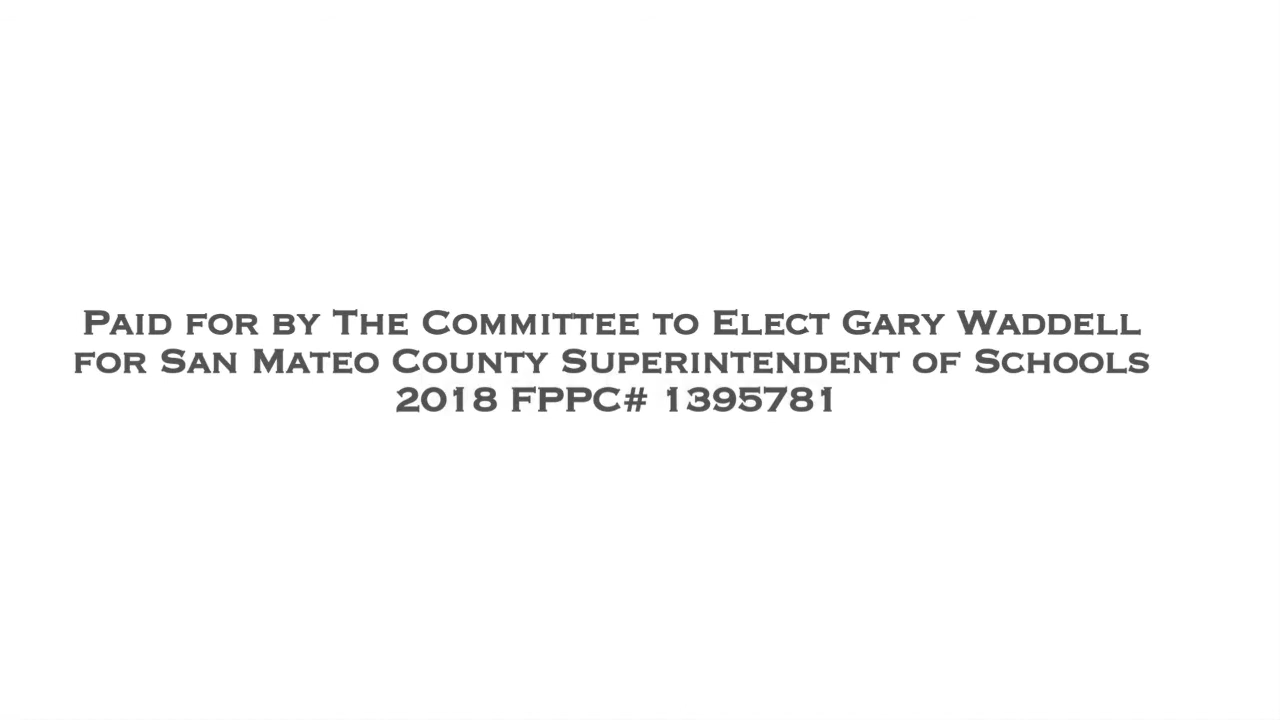 Paid for by The Committee to Elect Gary Waddell
for San Mateo County Superintendent of Schools
2018 FPPC# 1395781